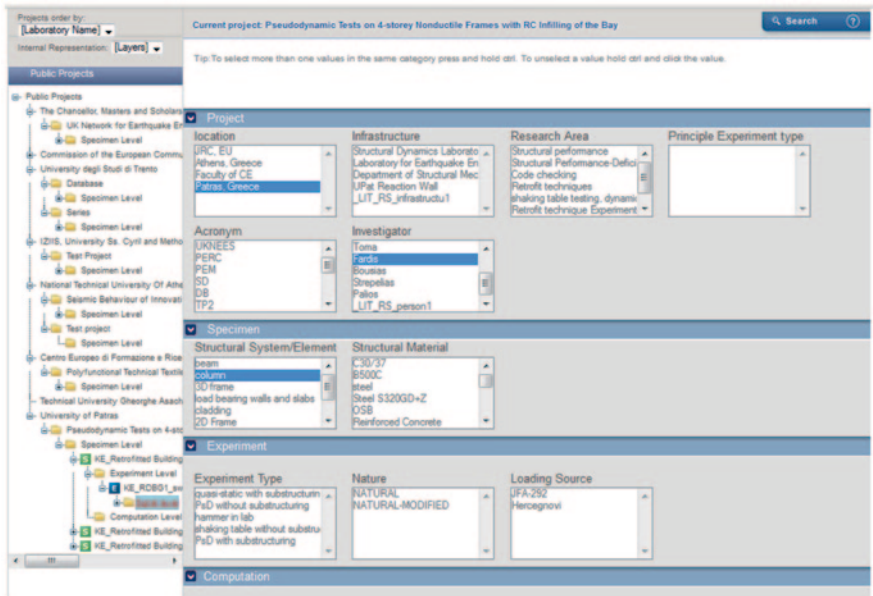 Projects order by:
[Laboratory Name]
Internal Representation: [Layers]
Public Projects
Public Projects
The Chancellor, Masters and Scholars
UK Network for Earthquake En
Specimen Level
Commission of the European Commu
University degli Studi di Trento
Database
Specimen Level
Series
Specimen Level
IZIIS, University Ss. Cyril and Metho
Test Project
Specimen Level
National Technical University Of Athe
Seismic Behaviour of Innovati
Specimen Level
Test project
Specimen Level
Centro Europeo di Formazione e Rice
Polyfunctional Technical Textile
Specimen Level
Technical University Gheorghe Asach
University of Patras
Pseudodynamic Tests on 4-sto
Specimen Level
KE_Retrofitted Building
Experiment Level
KE_RDBG1_sw
Computation Level
KE_Retrofitted Building
KE_Retrofitted Building
Current project: Pseudodynamic Tests on 4-storey Nonductile Frames with RC Infilling of the Bay
Search ?
Tip:To select more than one values in the same category press and hold ctrl. To unselect a value hold ctrl and click the value.
Project
location
JRC, EU
Athens, Greece
Faculty of CE
Patras, Greece
Infrastructure
Structural Dynamics Laborato
Laboratory for Earthquake En
Department of Structural Mec
UPat Reaction Wall
_LIT_RS_infrastructu1
Research Area
Structural performance
Structural Performance-Defici
Code checking
Retrofit techniques
shaking table testing, dynamic
Retrofit technique Experiment
Principle Experiment type
Acronym
UKNEES
PERC
PEM
SD
DB
TP2
Investigator
Toma
Fardis
Bousias
Strepelias
Palios
_LIT_RS_person1
Specimen
Structural System/Element
beam
column
3D frame
load bearing walls and slabs
cladding
2D Frame
Structural Material
C30/37
B500C
steel
Steel S320GD+Z
OSB
Reinforced Concrete
Experiment
Experiment Type
quasi-static with substructurin
PsD without substructuring
hammer in lab
shaking table without substru
PsD with substructuring
Nature
NATURAL
NATURAL-MODIFIED
Loading Source
JFA-292
Hercegnovi
Computation